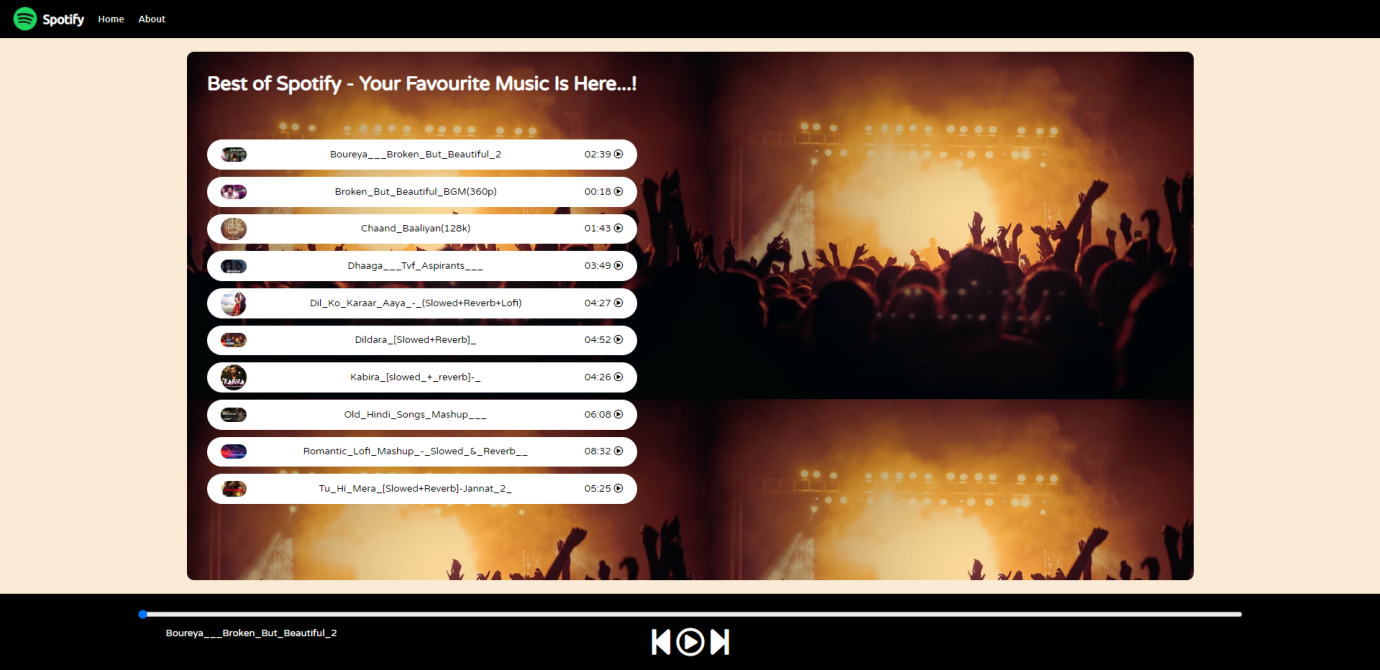 Spotify Home About
Best of Spotify - Your Favourite Music Is Here...!
Boureya___Broken_But_Beautiful_2 02:39
Broken_But_Beautiful_BGM(360p) 00:18
Chaand_Baaliyan(128k) 01:43
Dhaaga___Tvf_Aspirants___ 03:49
Dil_Ko_Karaar_Aaya_-_(Slowed+Reverb+Lofi) 04:27
Dildara_[Slowed+Reverb]_ 04:52
KABIRA
Kabira_[slowed_+_reverb]-_ 04:26
Old_Hindi_Songs_Mashup___ 06:08
Romantic_Lofi_Mashup_-_Slowed_&_Reverb__ 08:32
Tu_Hi_Mera_[Slowed+Reverb]-Jannat_2_ 05:25
Boureya___Broken_But_Beautiful_2